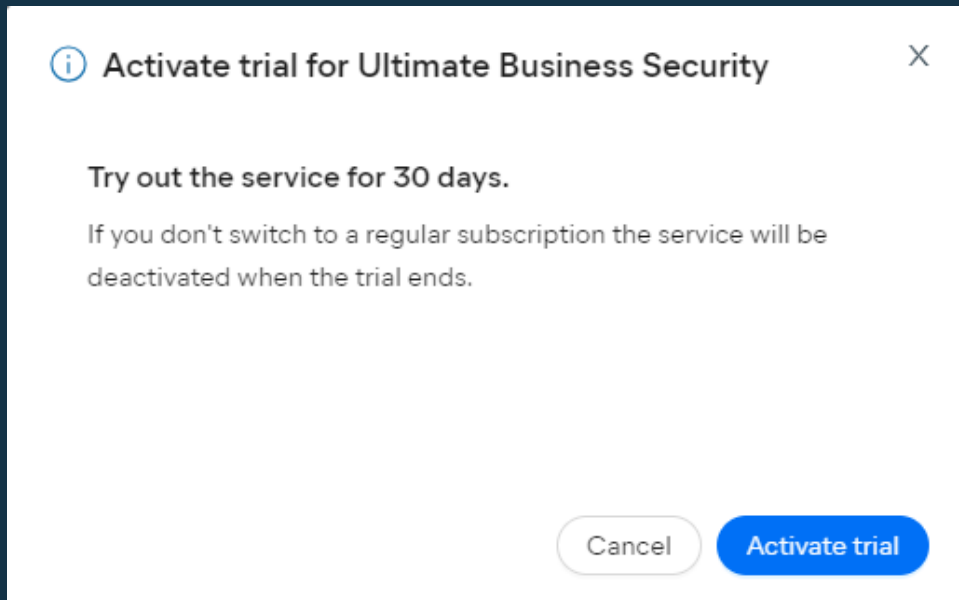 Activate trial for Ultimate Business Security
Try out the service for 30 days.
If you don't switch to a regular subscription the service will be
deactivated when the trial ends.
Cancel
Activate trial